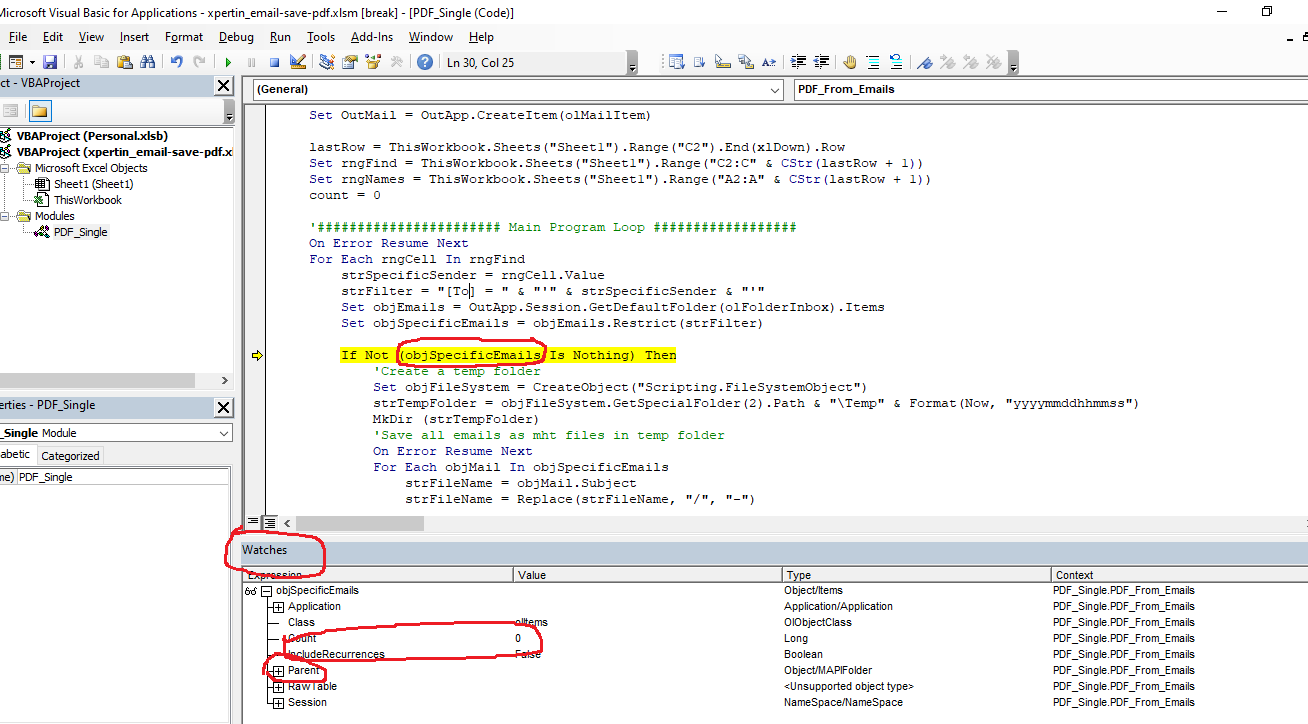 Microsoft Visual Basic for Applications - xpertin_email-save-pdf.xlsm [break] - [PDF_Single (Code)]
File Edit View Insert Format Debug Run Tools Add-Ins Window Help
Ln 30, Col 25
ct - VBAProject
(General) PDF_From_Emails
VBAProject (Personal.xlsb)
VBAProject (xpertin_email-save-pdf.xl
Microsoft Excel Objects
Sheet1 (Sheet1)
ThisWorkbook
Modules
PDF_Single
Set OutMail = OutApp.CreateItem(olMailItem)
lastRow = ThisWorkbook.Sheets("Sheet1").Range("C2").End(xlDown).Row
Set rngFind = ThisWorkbook.Sheets("Sheet1").Range("C2:C" & CStr(lastRow + 1))
Set rngNames = ThisWorkbook.Sheets("Sheet1").Range("A2:A" & CStr(lastRow + 1))
count = 0
'####################### Main Program Loop ##################
On Error Resume Next
For Each rngCell In rngFind
strSpecificSender = rngCell.Value
strFilter = "[To] = " & "'" & strSpecificSender & "'"
Set objEmails = OutApp.Session.GetDefaultFolder(olFolderInbox).Items
Set objSpecificEmails = objEmails.Restrict(strFilter)
If Not (objSpecificEmails Is Nothing) Then
'Create a temp folder
Set objFileSystem = CreateObject("Scripting.FileSystemObject")
strTempFolder = objFileSystem.GetSpecialFolder(2).Path & "\Temp" & Format(Now, "yyyymmddhhmmss")
MkDir (strTempFolder)
'Save all emails as mht files in temp folder
On Error Resume Next
For Each objMail In objSpecificEmails
strFileName = objMail.Subject
strFileName = Replace(strFileName, "/", "-")
erties - PDF_Single
_Single Module
abetic Categorized
me) PDF_Single
Watches
Expression Value Type Context
objSpecificEmails Object/Items PDF_Single.PDF_From_Emails
Application Application/Application PDF_Single.PDF_From_Emails
Class olItems OlObjectClass PDF_Single.PDF_From_Emails
Count 0 Long PDF_Single.PDF_From_Emails
IncludeRecurrences False Boolean PDF_Single.PDF_From_Emails
Parent Object/MAPIFolder PDF_Single.PDF_From_Emails
RawTable <Unsupported object type> PDF_Single.PDF_From_Emails
Session NameSpace/NameSpace PDF_Single.PDF_From_Emails